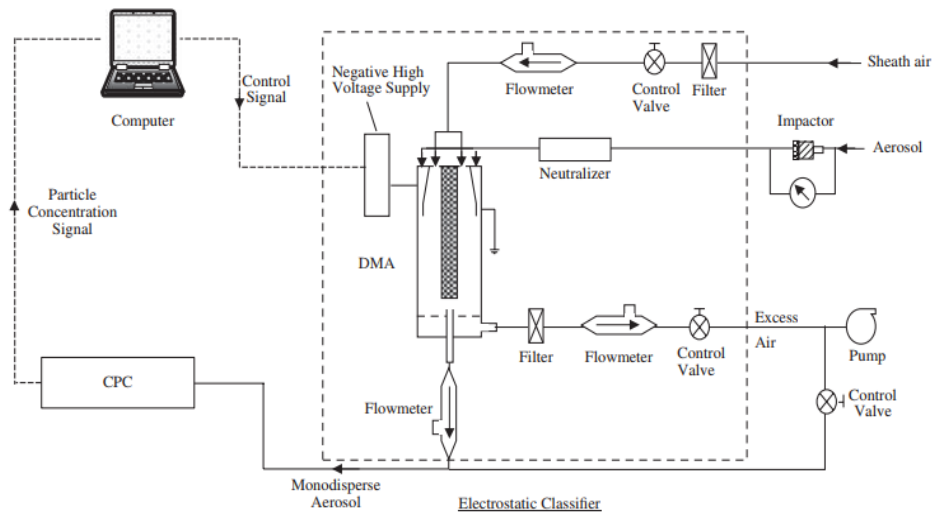 Computer
Control
Signal
Negative High
Voltage Supply
Flowmeter
Control
Valve
Filter
Sheath air
Impactor
Aerosol
Neutralizer
Particle
Concentration
Signal
DMA
Filter
Flowmeter
Control
Valve
Excess
Air
Pump
CPC
Flowmeter
Control
Valve
Monodisperse
Aerosol
Electrostatic Classifier